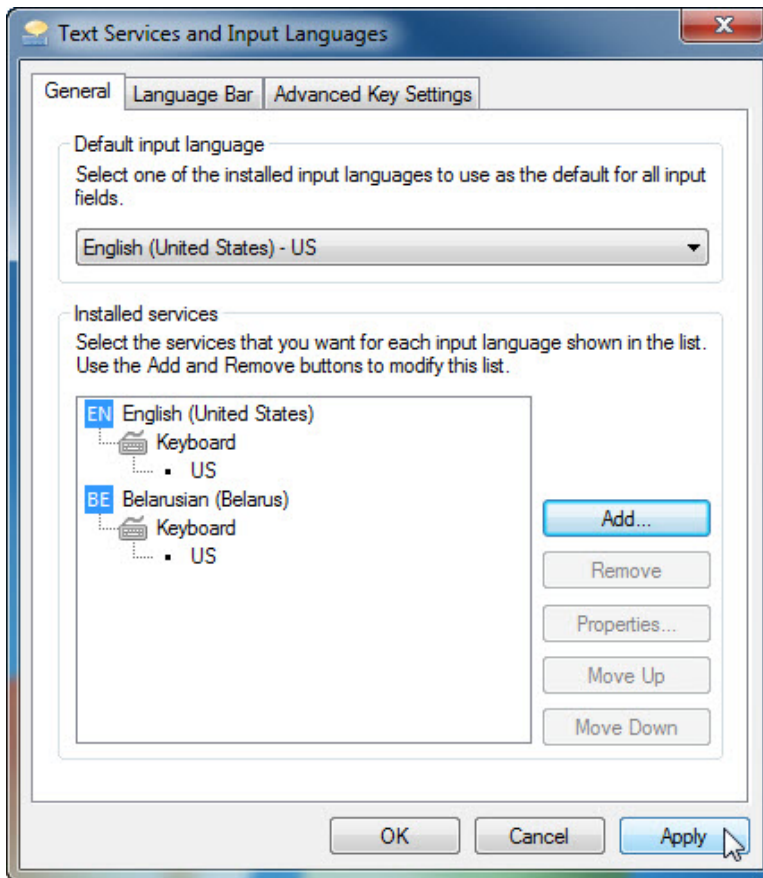 Text Services and Input Languages
General
Language Bar
Advanced Key Settings
Default input language
Select one of the installed input languages to use as the default for all input
fields.
English (United States) - US
Installed services
Select the services that you want for each input language shown in the list.
Use the Add and Remove buttons to modify this list.
EN English (United States)
Keyboard
US
BE Belarusian (Belarus)
Keyboard
US
Add...
Remove
Properties...
Move Up
Move Down
OK
Cancel
Apply